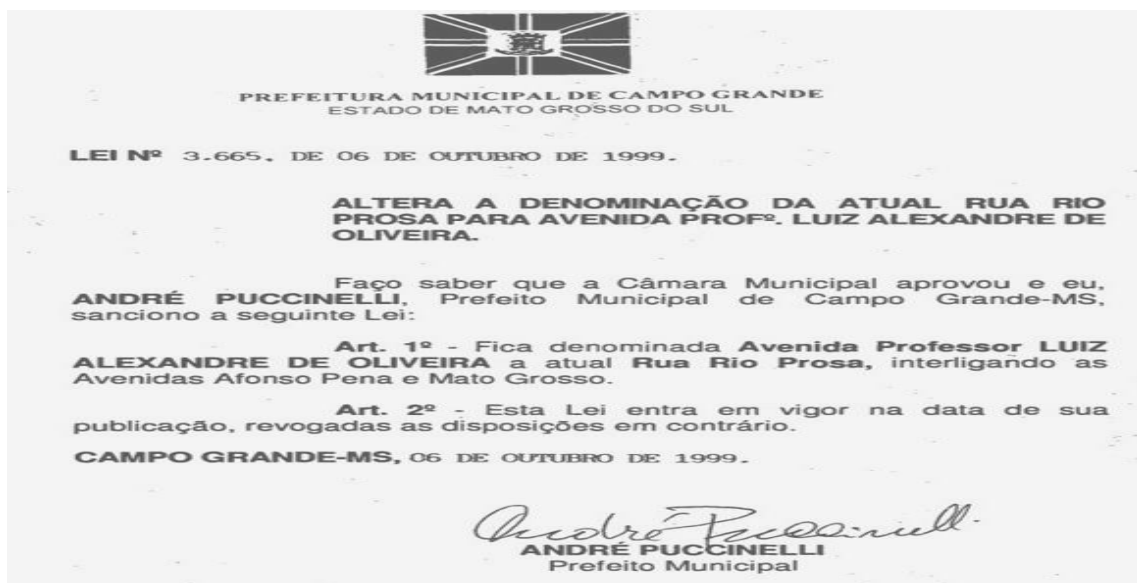 PREFEITURA MUNICIPAL DE CAMPO GRANDE
ESTADO DE MATO GROSSO DO SUL
LEI Nº 3.665, DE 06 DE OUTUBRO DE 1999.
ALTERA A DENOMINAÇÃO DA ATUAL RUA RIO
PROSA PARA AVENIDA PROFº. LUIZ ALEXANDRE DE
OLIVEIRA.
Faço saber que a Câmara Municipal aprovou e eu,
ANDRÉ PUCCINELLI, Prefeito Municipal de Campo Grande-MS,
sanciono a seguinte Lei:
Art. 1º - Fica denominada Avenida Professor LUIZ
ALEXANDRE DE OLIVEIRA a atual Rua Rio Prosa, interligando as
Avenidas Afonso Pena e Mato Grosso.
Art. 2º - Esta Lei entra em vigor na data de sua
publicação, revogadas as disposições em contrário.
CAMPO GRANDE-MS, 06 DE OUTUBRO DE 1999.
André Puccinelli
ANDRÉ PUCCINELLI
Prefeito Municipal